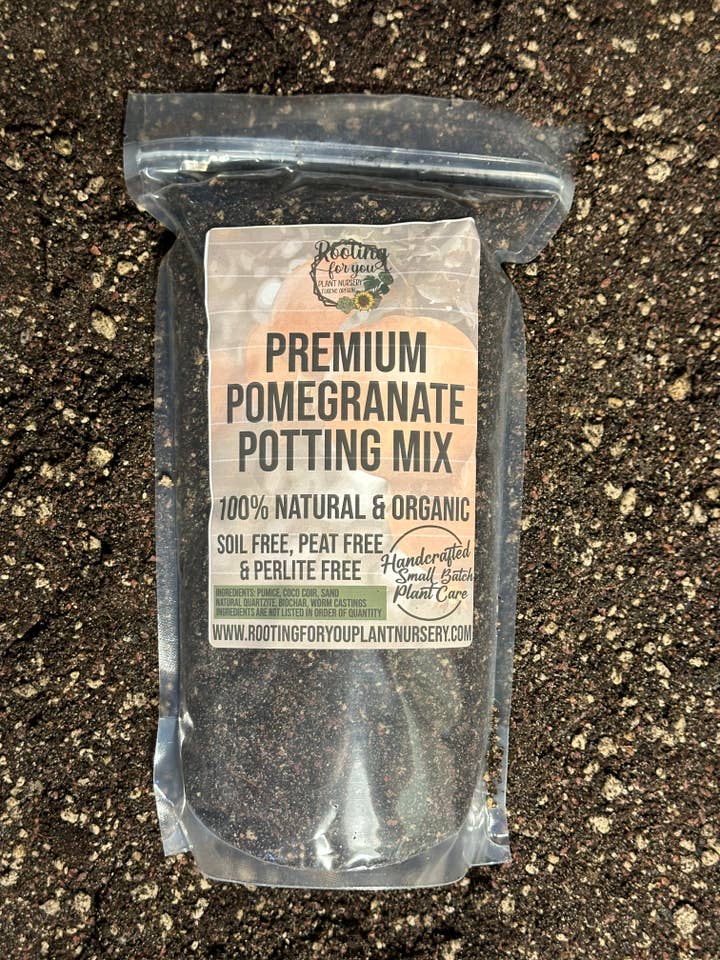 Rooting
for you
PLANT NURSERY
EUGENE OREGON
PREMIUM
POMEGRANATE
POTTING MIX
100% NATURAL & ORGANIC
SOIL FREE, PEAT FREE
& PERLITE FREE
Handcrafted
Small Batch
Plant Care
INGREDIENTS: PUMICE, COCO COIR, SAND
NATURAL QUARTZITE, BIOCHAR, WORM CASTINGS
INGREDIENTS ARE NOT LISTED IN ORDER OF QUANTITY
WWW.ROOTINGFORYOUPLANTNURSERY.COM